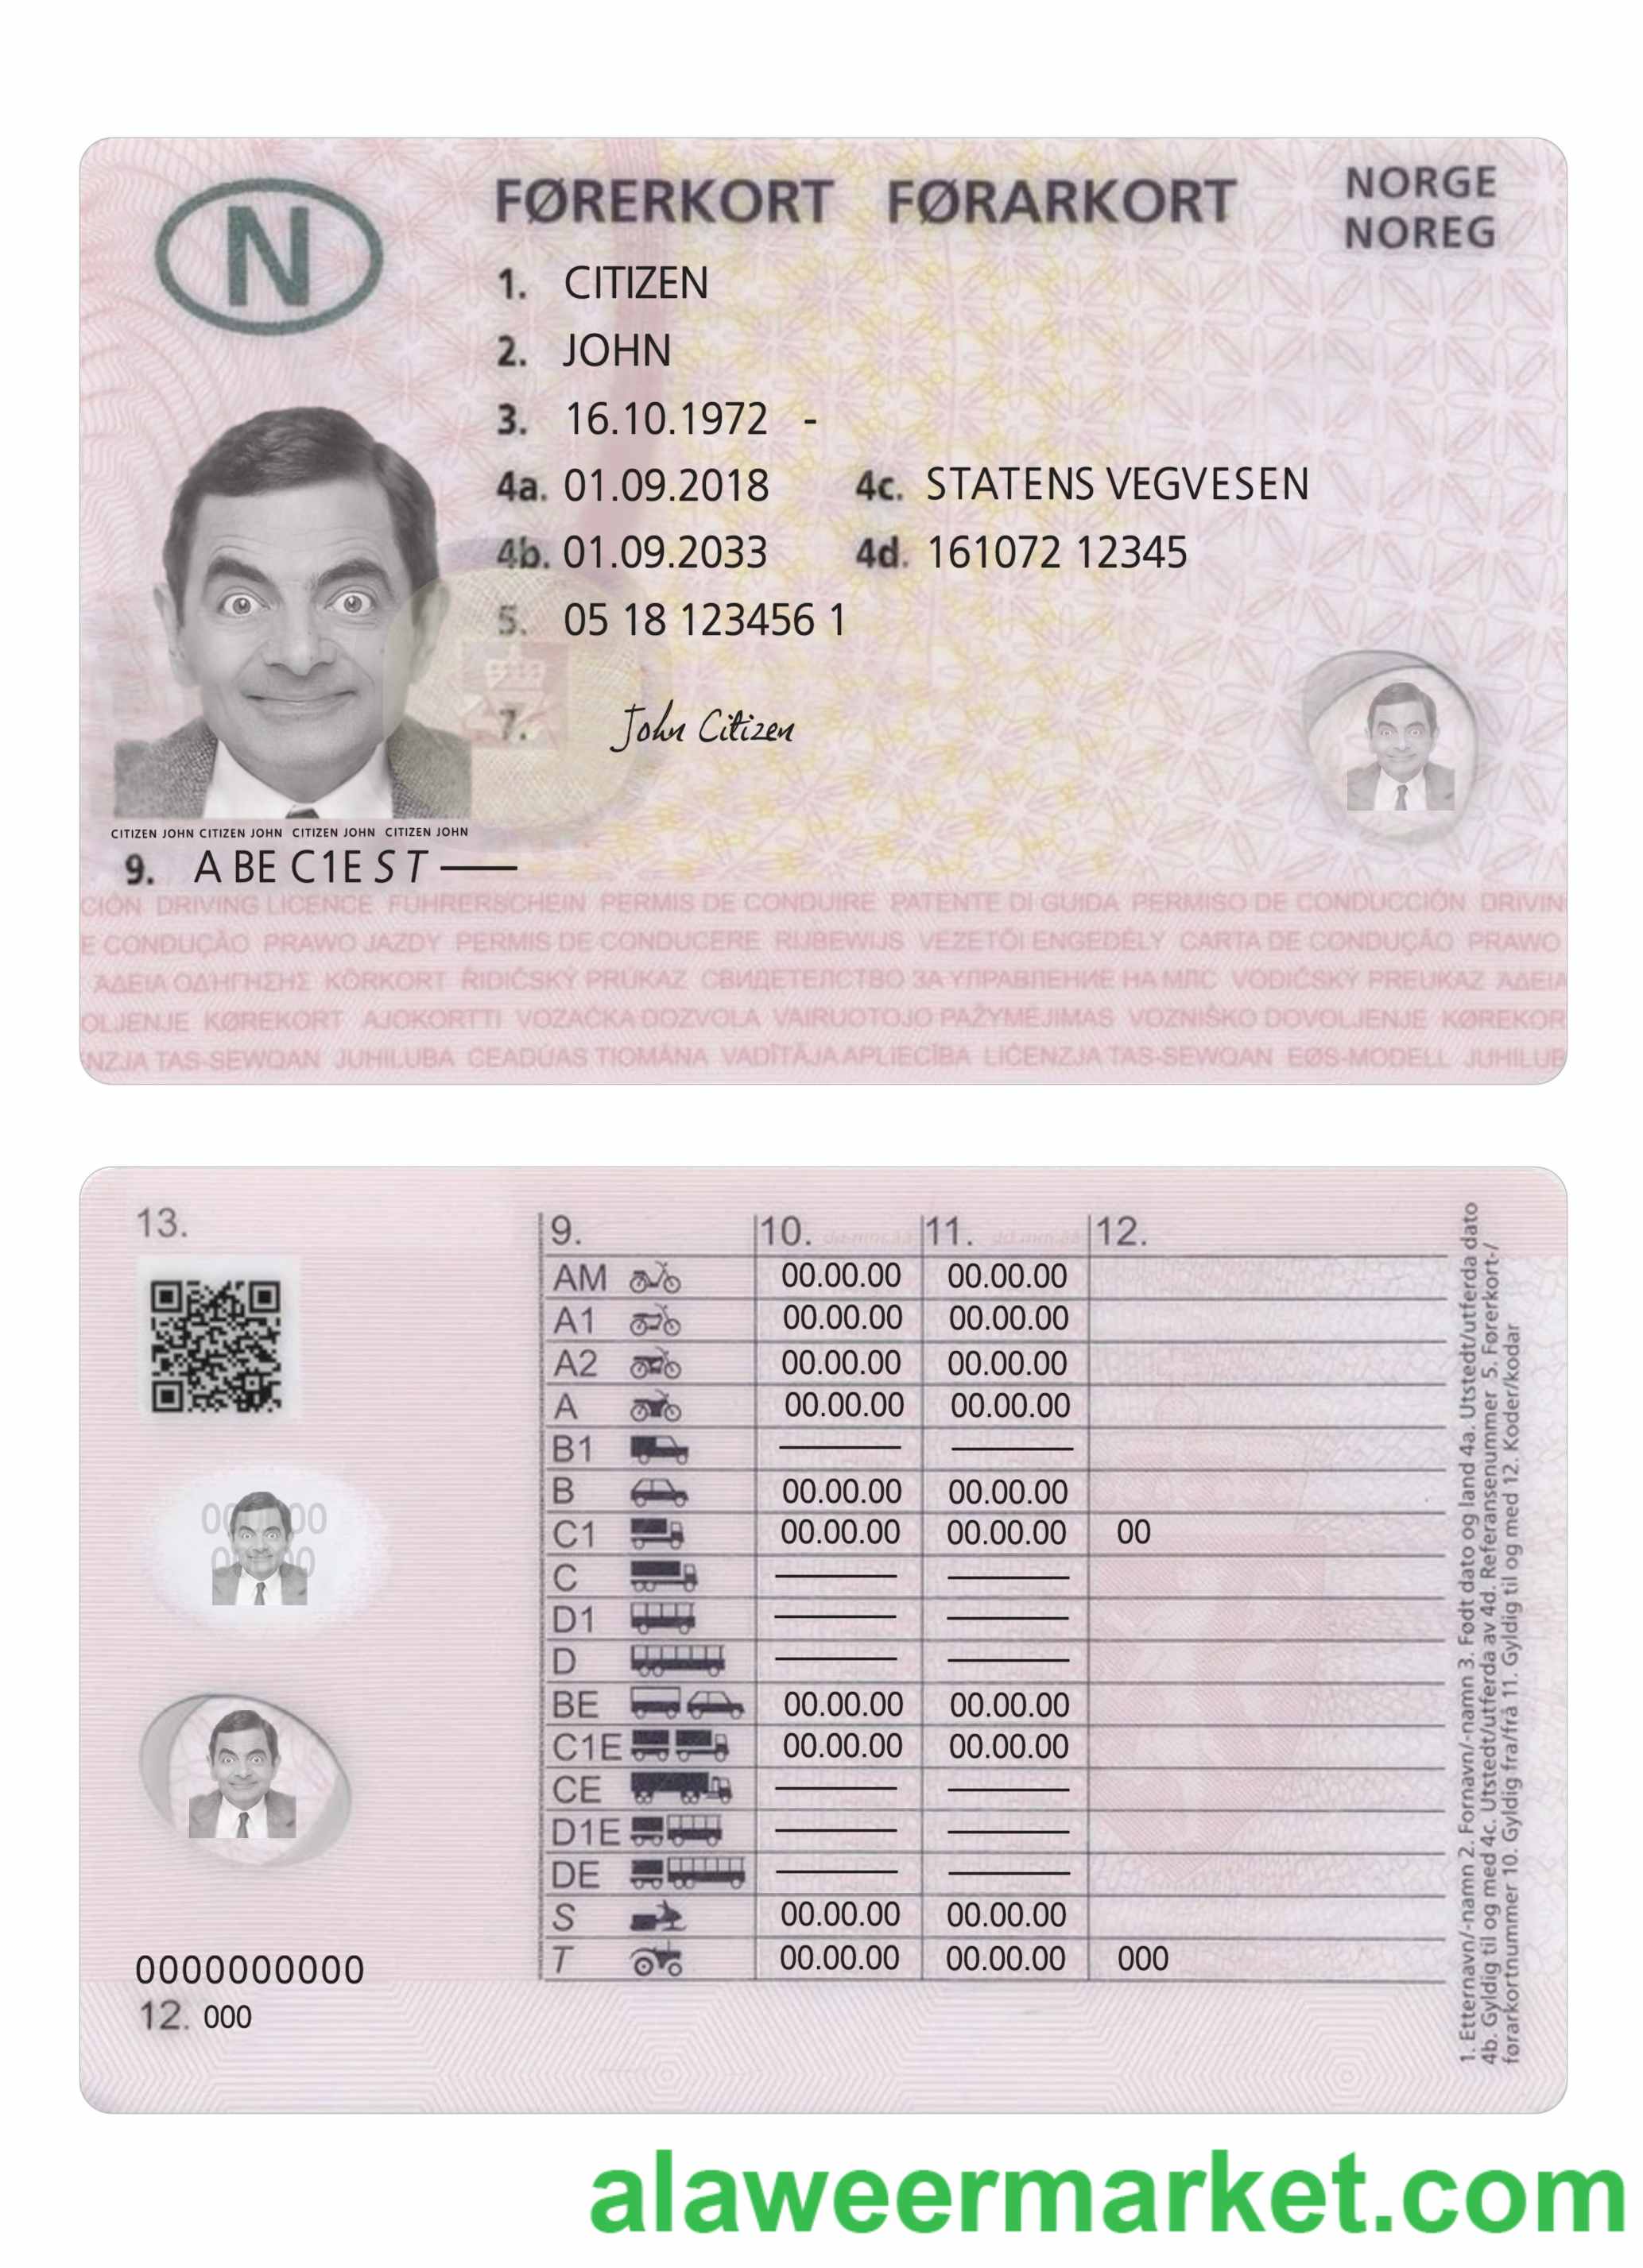 N
FØRERKORT FØRARKORT
NORGE
NOREG
1. CITIZEN
2. JOHN
3. 16.10.1972 -
4a. 01.09.2018 4c. STATENS VEGVESEN
4b. 01.09.2033 4d. 161072 12345
5. 05 18 123456 1
7. John Citizen
CITIZEN JOHN CITIZEN JOHN CITIZEN JOHN CITIZEN JOHN
9. A BE C1E S T
CIÓN DRIVING LICENCE FÜHRERSCHEIN PERMIS DE CONDUIRE PATENTE DI GUIDA PERMISO DE CONDUCCIÓN DRIVIN
E CONDUÇÃO PRAWO JAZDY PERMIS DE CONDUCERE RIJBEWIJS VEZETŐI ENGEDÉLY CARTA DE CONDUÇÃO PRAWO
ΑΔΕΙΑ ΟΔΗΓΗΣΗΣ KÖRKORT ŘIDIČSKÝ PRŮKAZ СВИДЕТЕЛСТВО ЗА УПРАВЛЕНИЕ НА МПС VODIČSKÝ PREUKAZ ΑΔΕΙΑ
OLJENJE KØREKORT AJOKORTTI VOZAČKA DOZVOLA VAIRUOTOJO PAŽYMĖJIMAS VOZNIŠKO DOVOLJENJE KØREKOR
NZJA TAS-SEWQAN JUHILUBA CEADÚAS TIOMÁNA VADĪTĀJA APLIECĪBA LIĊENZJA TAS-SEWQAN EØS-MODELL JUHILUB
13.
9. 10. dd.mm.åå 11. dd.mm.åå 12.
AM 00.00.00 00.00.00
A1 00.00.00 00.00.00
A2 00.00.00 00.00.00
A 00.00.00 00.00.00
B1
B 00.00.00 00.00.00
C1 00.00.00 00.00.00 00
C
D1
D
BE 00.00.00 00.00.00
C1E 00.00.00 00.00.00
CE
D1E
DE
S 00.00.00 00.00.00
T 00.00.00 00.00.00 000
0000000000
12. 000
1. Etternavn/-namn 2. Fornavn/-namn 3. Født dato og land 4a. Utstedt/utferda dato
4b. Gyldig til og med 4c. Utstedt/utferda av 4d. Referansenummer 5. Førerkort-/
førarkortnummer 10. Gyldig fra/frå 11. Gyldig til og med 12. Koder/kodar
alaweermarket.com